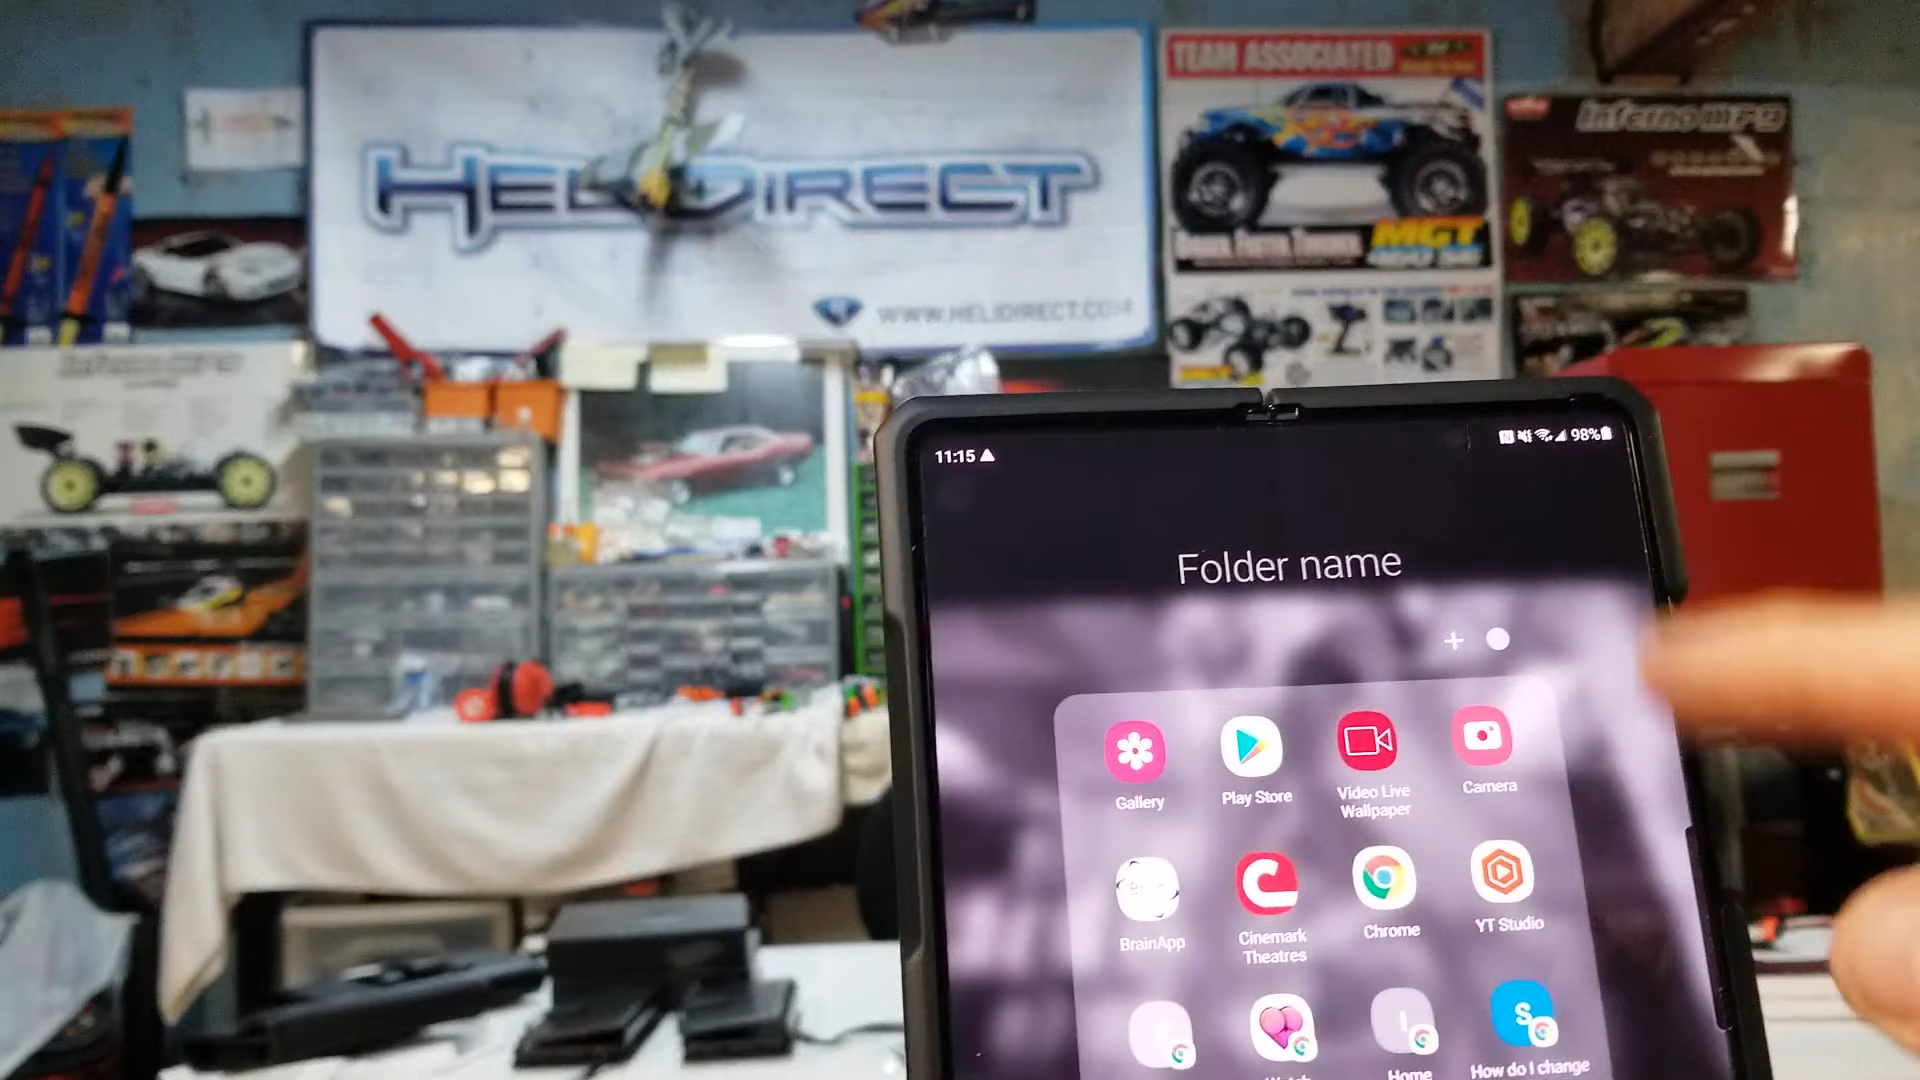 HELIDIRECT
WWW.HELIDIRECT.COM
TEAM ASSOCIATED
MGT
Inferno MP9
11:15
98%
Folder name
Gallery
Play Store
Video Live
Wallpaper
Camera
BrainApp
Cinemark
Theatres
Chrome
YT Studio
Home
How do I change